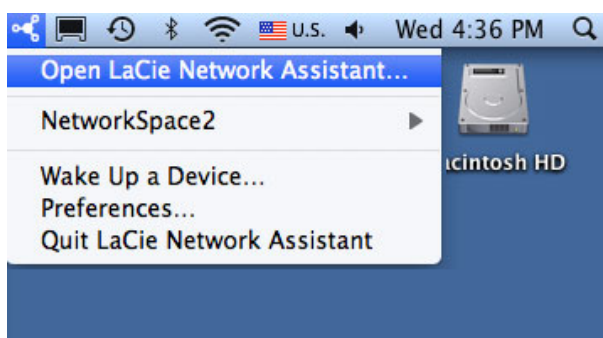 U.S. Wed 4:36 PM
Open LaCie Network Assistant...
NetworkSpace2
acintosh HD
Wake Up a Device...
Preferences...
Quit LaCie Network Assistant